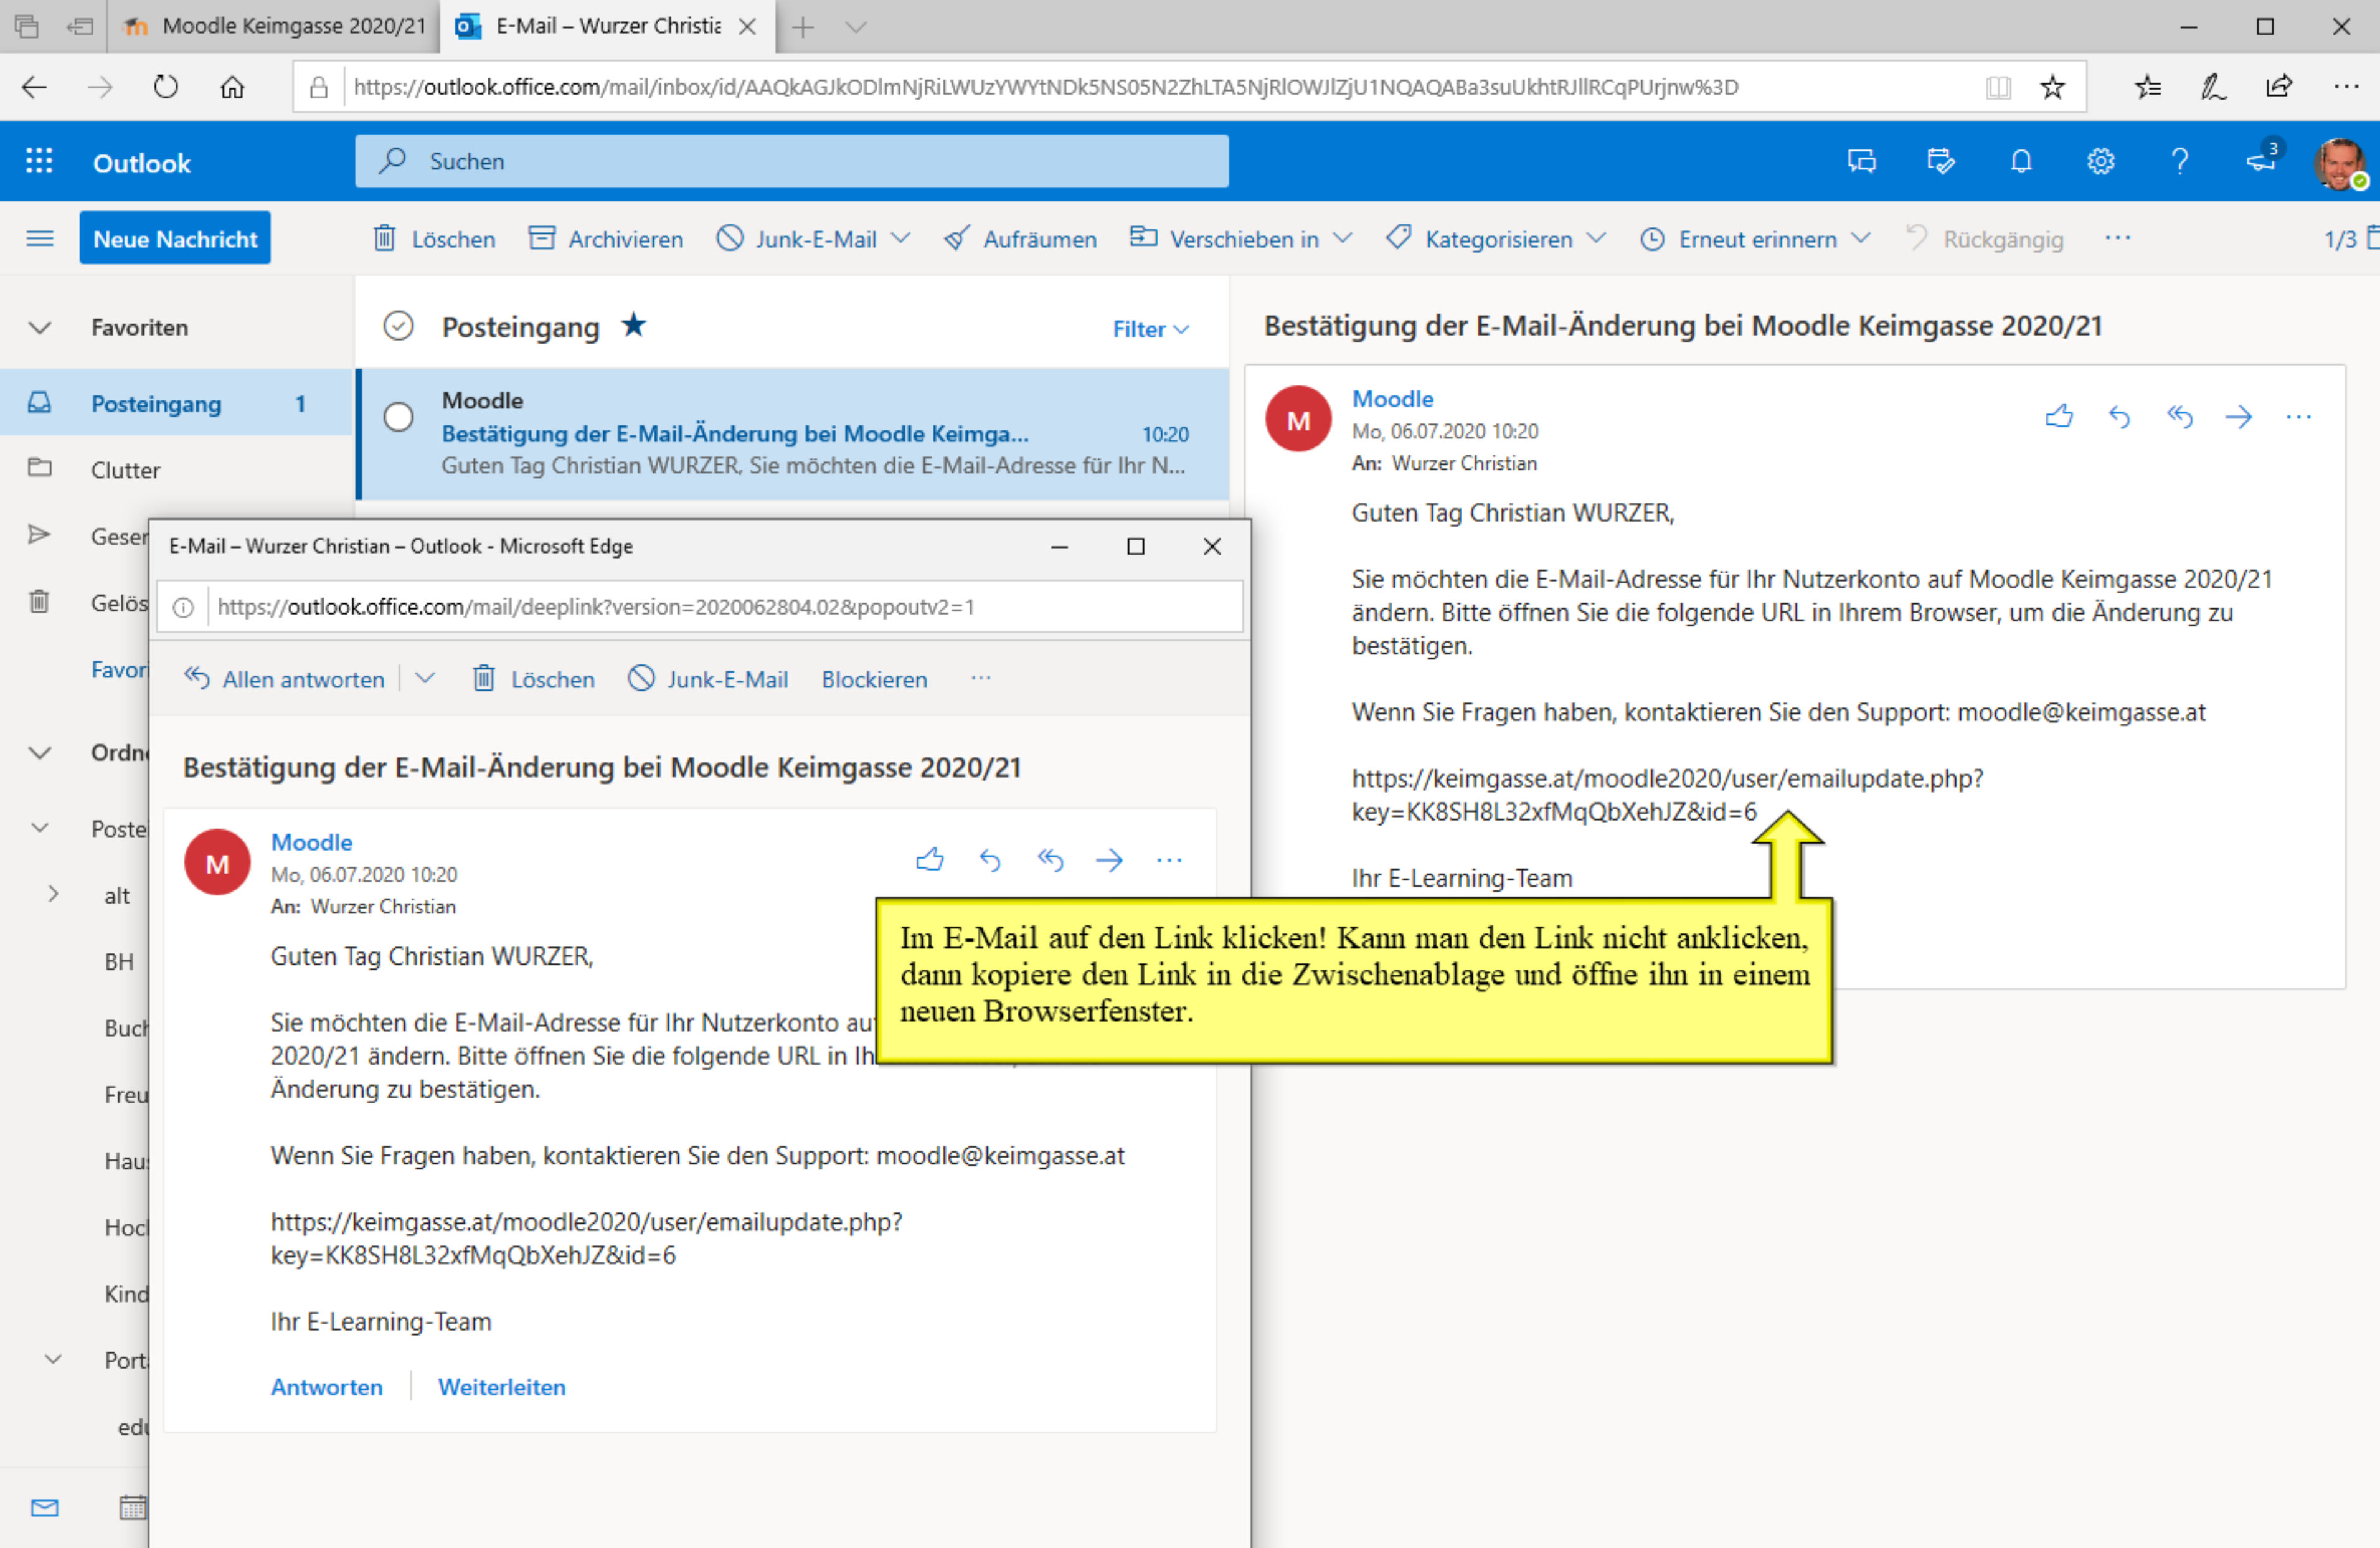 Moodle Keimgasse 2020/21
E-Mail – Wurzer Christia
https://outlook.office.com/mail/inbox/id/AAQkAGJkODlmNjRiLWUzYWYtNDk5NS05N2ZhLTA5NjRlOWJlZjU1NQAQABa3suUkhtRJllRCqPUrjnw%3D
Outlook
Suchen
3
Neue Nachricht
Löschen Archivieren Junk-E-Mail Aufräumen Verschieben in Kategorisieren Erneut erinnern Rückgängig ... 1/3
Favoriten
Posteingang 1
Clutter
Geser
Gelös
Favori
Ordne
Postei
alt
BH
Buch
Freu
Haus
Hoch
Kind
Porta
edu
Posteingang
Filter
Moodle
Bestätigung der E-Mail-Änderung bei Moodle Keimga... 10:20
Guten Tag Christian WURZER, Sie möchten die E-Mail-Adresse für Ihr N...
Bestätigung der E-Mail-Änderung bei Moodle Keimgasse 2020/21
M
Moodle
Mo, 06.07.2020 10:20
An: Wurzer Christian
Guten Tag Christian WURZER,
Sie möchten die E-Mail-Adresse für Ihr Nutzerkonto auf Moodle Keimgasse 2020/21
ändern. Bitte öffnen Sie die folgende URL in Ihrem Browser, um die Änderung zu
bestätigen.
Wenn Sie Fragen haben, kontaktieren Sie den Support: moodle@keimgasse.at
https://keimgasse.at/moodle2020/user/emailupdate.php?
key=KK8SH8L32xfMqQbXehJZ&id=6
Ihr E-Learning-Team
Im E-Mail auf den Link klicken! Kann man den Link nicht anklicken,
dann kopiere den Link in die Zwischenablage und öffne ihn in einem
neuen Browserfenster.
E-Mail – Wurzer Christian – Outlook - Microsoft Edge
https://outlook.office.com/mail/deeplink?version=2020062804.02&popoutv2=1
Allen antworten Löschen Junk-E-Mail Blockieren ...
Bestätigung der E-Mail-Änderung bei Moodle Keimgasse 2020/21
M
Moodle
Mo, 06.07.2020 10:20
An: Wurzer Christian
Guten Tag Christian WURZER,
Sie möchten die E-Mail-Adresse für Ihr Nutzerkonto au
2020/21 ändern. Bitte öffnen Sie die folgende URL in Ih
Änderung zu bestätigen.
Wenn Sie Fragen haben, kontaktieren Sie den Support: moodle@keimgasse.at
https://keimgasse.at/moodle2020/user/emailupdate.php?
key=KK8SH8L32xfMqQbXehJZ&id=6
Ihr E-Learning-Team
Antworten Weiterleiten